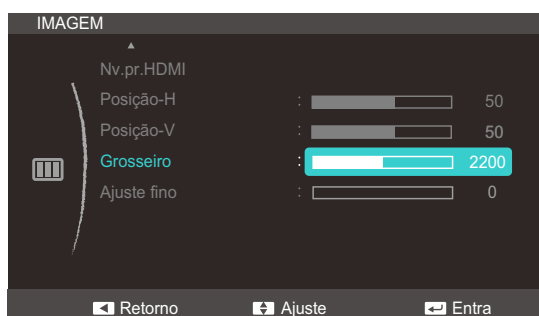 IMAGEM
Nv.pr.HDMI
Posição-H : 50
Posição-V : 50
Grosseiro : 2200
Ajuste fino : 0
Retorno Ajuste Entra